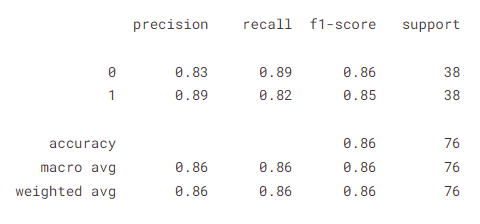 precision recall f1-score support
0 0.83 0.89 0.86 38
1 0.89 0.82 0.85 38
accuracy 0.86 76
macro avg 0.86 0.86 0.86 76
weighted avg 0.86 0.86 0.86 76